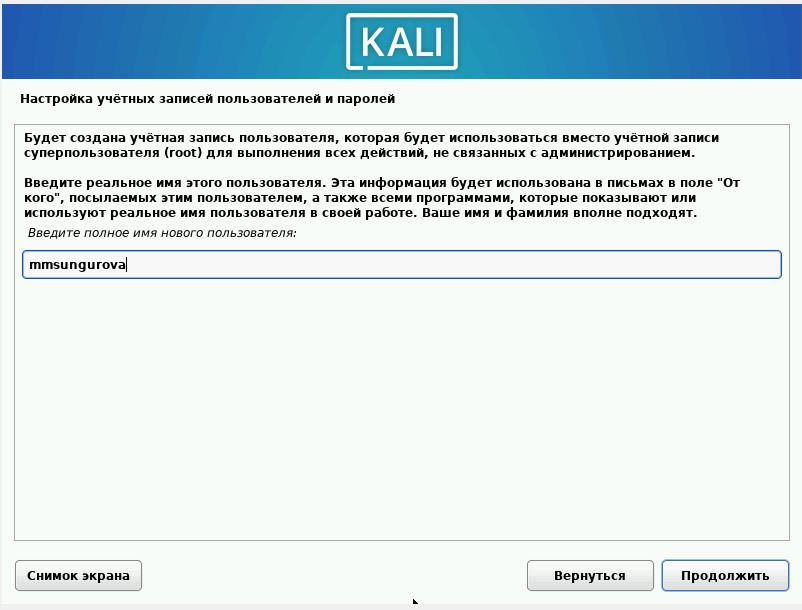 KALI
Настройка учётных записей пользователей и паролей
Будет создана учётная запись пользователя, которая будет использоваться вместо учётной записи
суперпользователя (root) для выполнения всех действий, не связанных с администрированием.
Введите реальное имя этого пользователя. Эта информация будет использована в письмах в поле "От
кого", посылаемых этим пользователем, а также всеми программами, которые показывают или
используют реальное имя пользователя в своей работе. Ваше имя и фамилия вполне подходят.
Введите полное имя нового пользователя:
mmsungurova
Снимок экрана
Вернуться
Продолжить